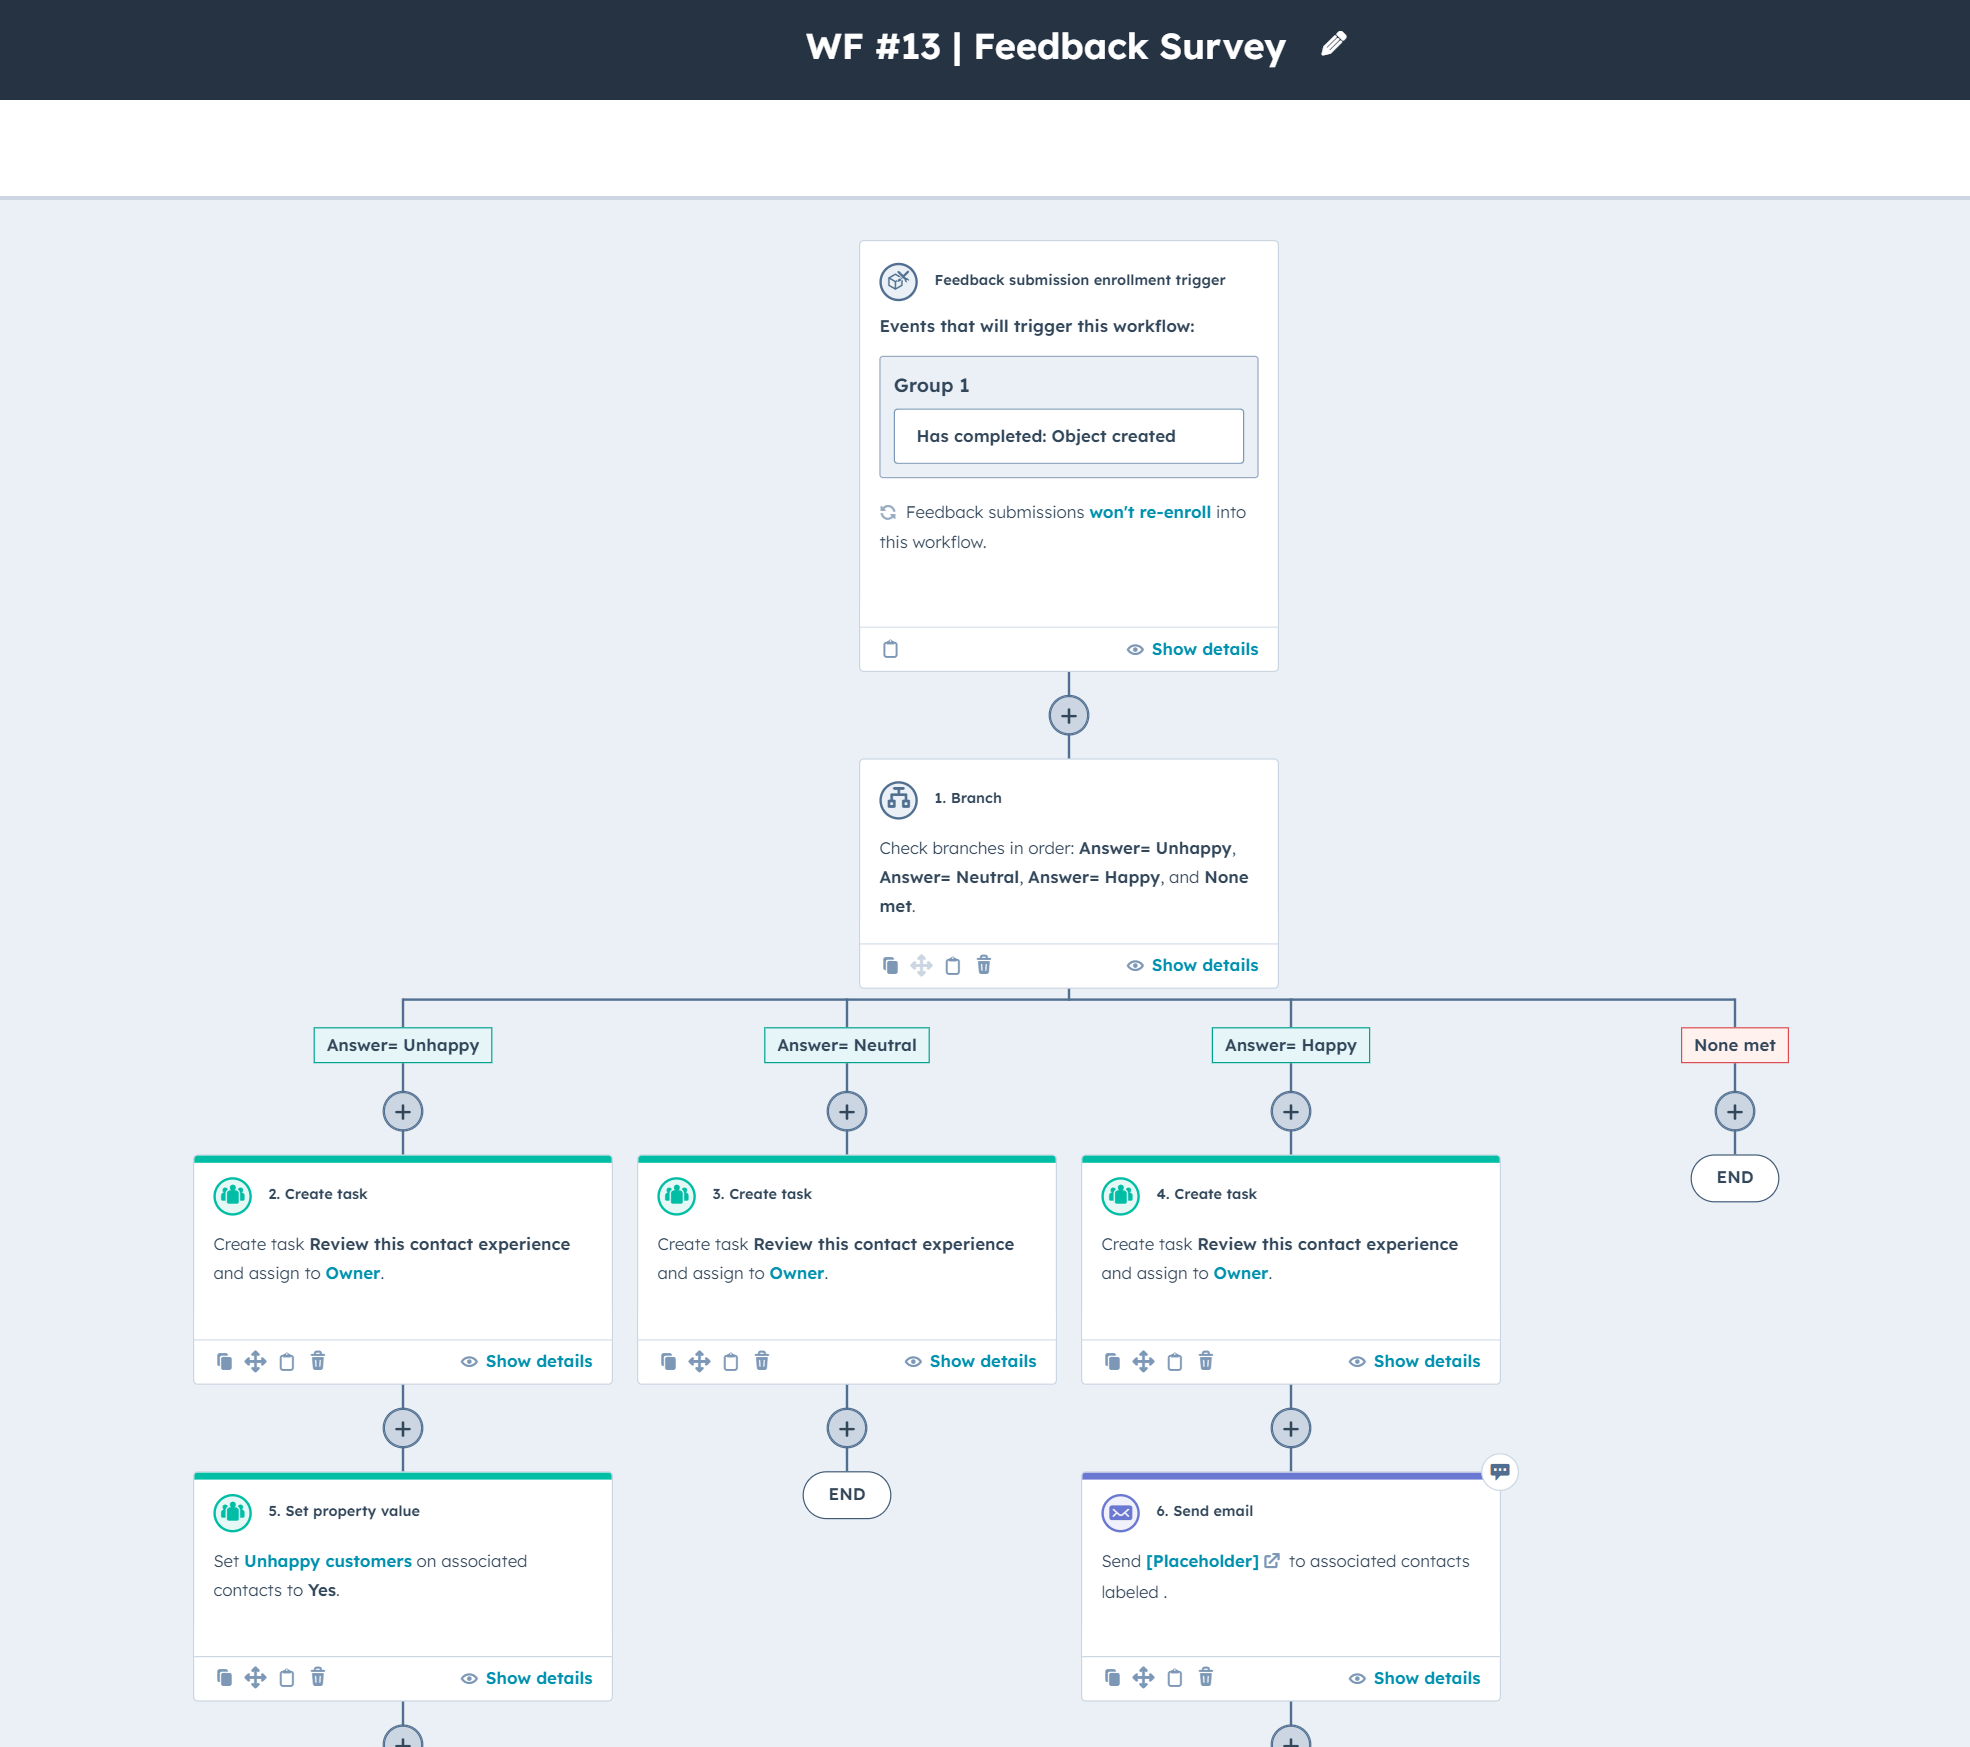 WF #13 | Feedback Survey
Feedback submission enrollment trigger
Events that will trigger this workflow:
Group 1
Has completed: Object created
Feedback submissions won't re-enroll into
this workflow.
Show details
1. Branch
Check branches in order: Answer= Unhappy,
Answer= Neutral, Answer= Happy, and None
met.
Show details
Answer= Unhappy
Answer= Neutral
Answer= Happy
None met
2. Create task
Create task Review this contact experience
and assign to Owner.
Show details
3. Create task
Create task Review this contact experience
and assign to Owner.
Show details
4. Create task
Create task Review this contact experience
and assign to Owner.
Show details
END
5. Set property value
Set Unhappy customers on associated
contacts to Yes.
Show details
END
6. Send email
Send [Placeholder] to associated contacts
labeled .
Show details